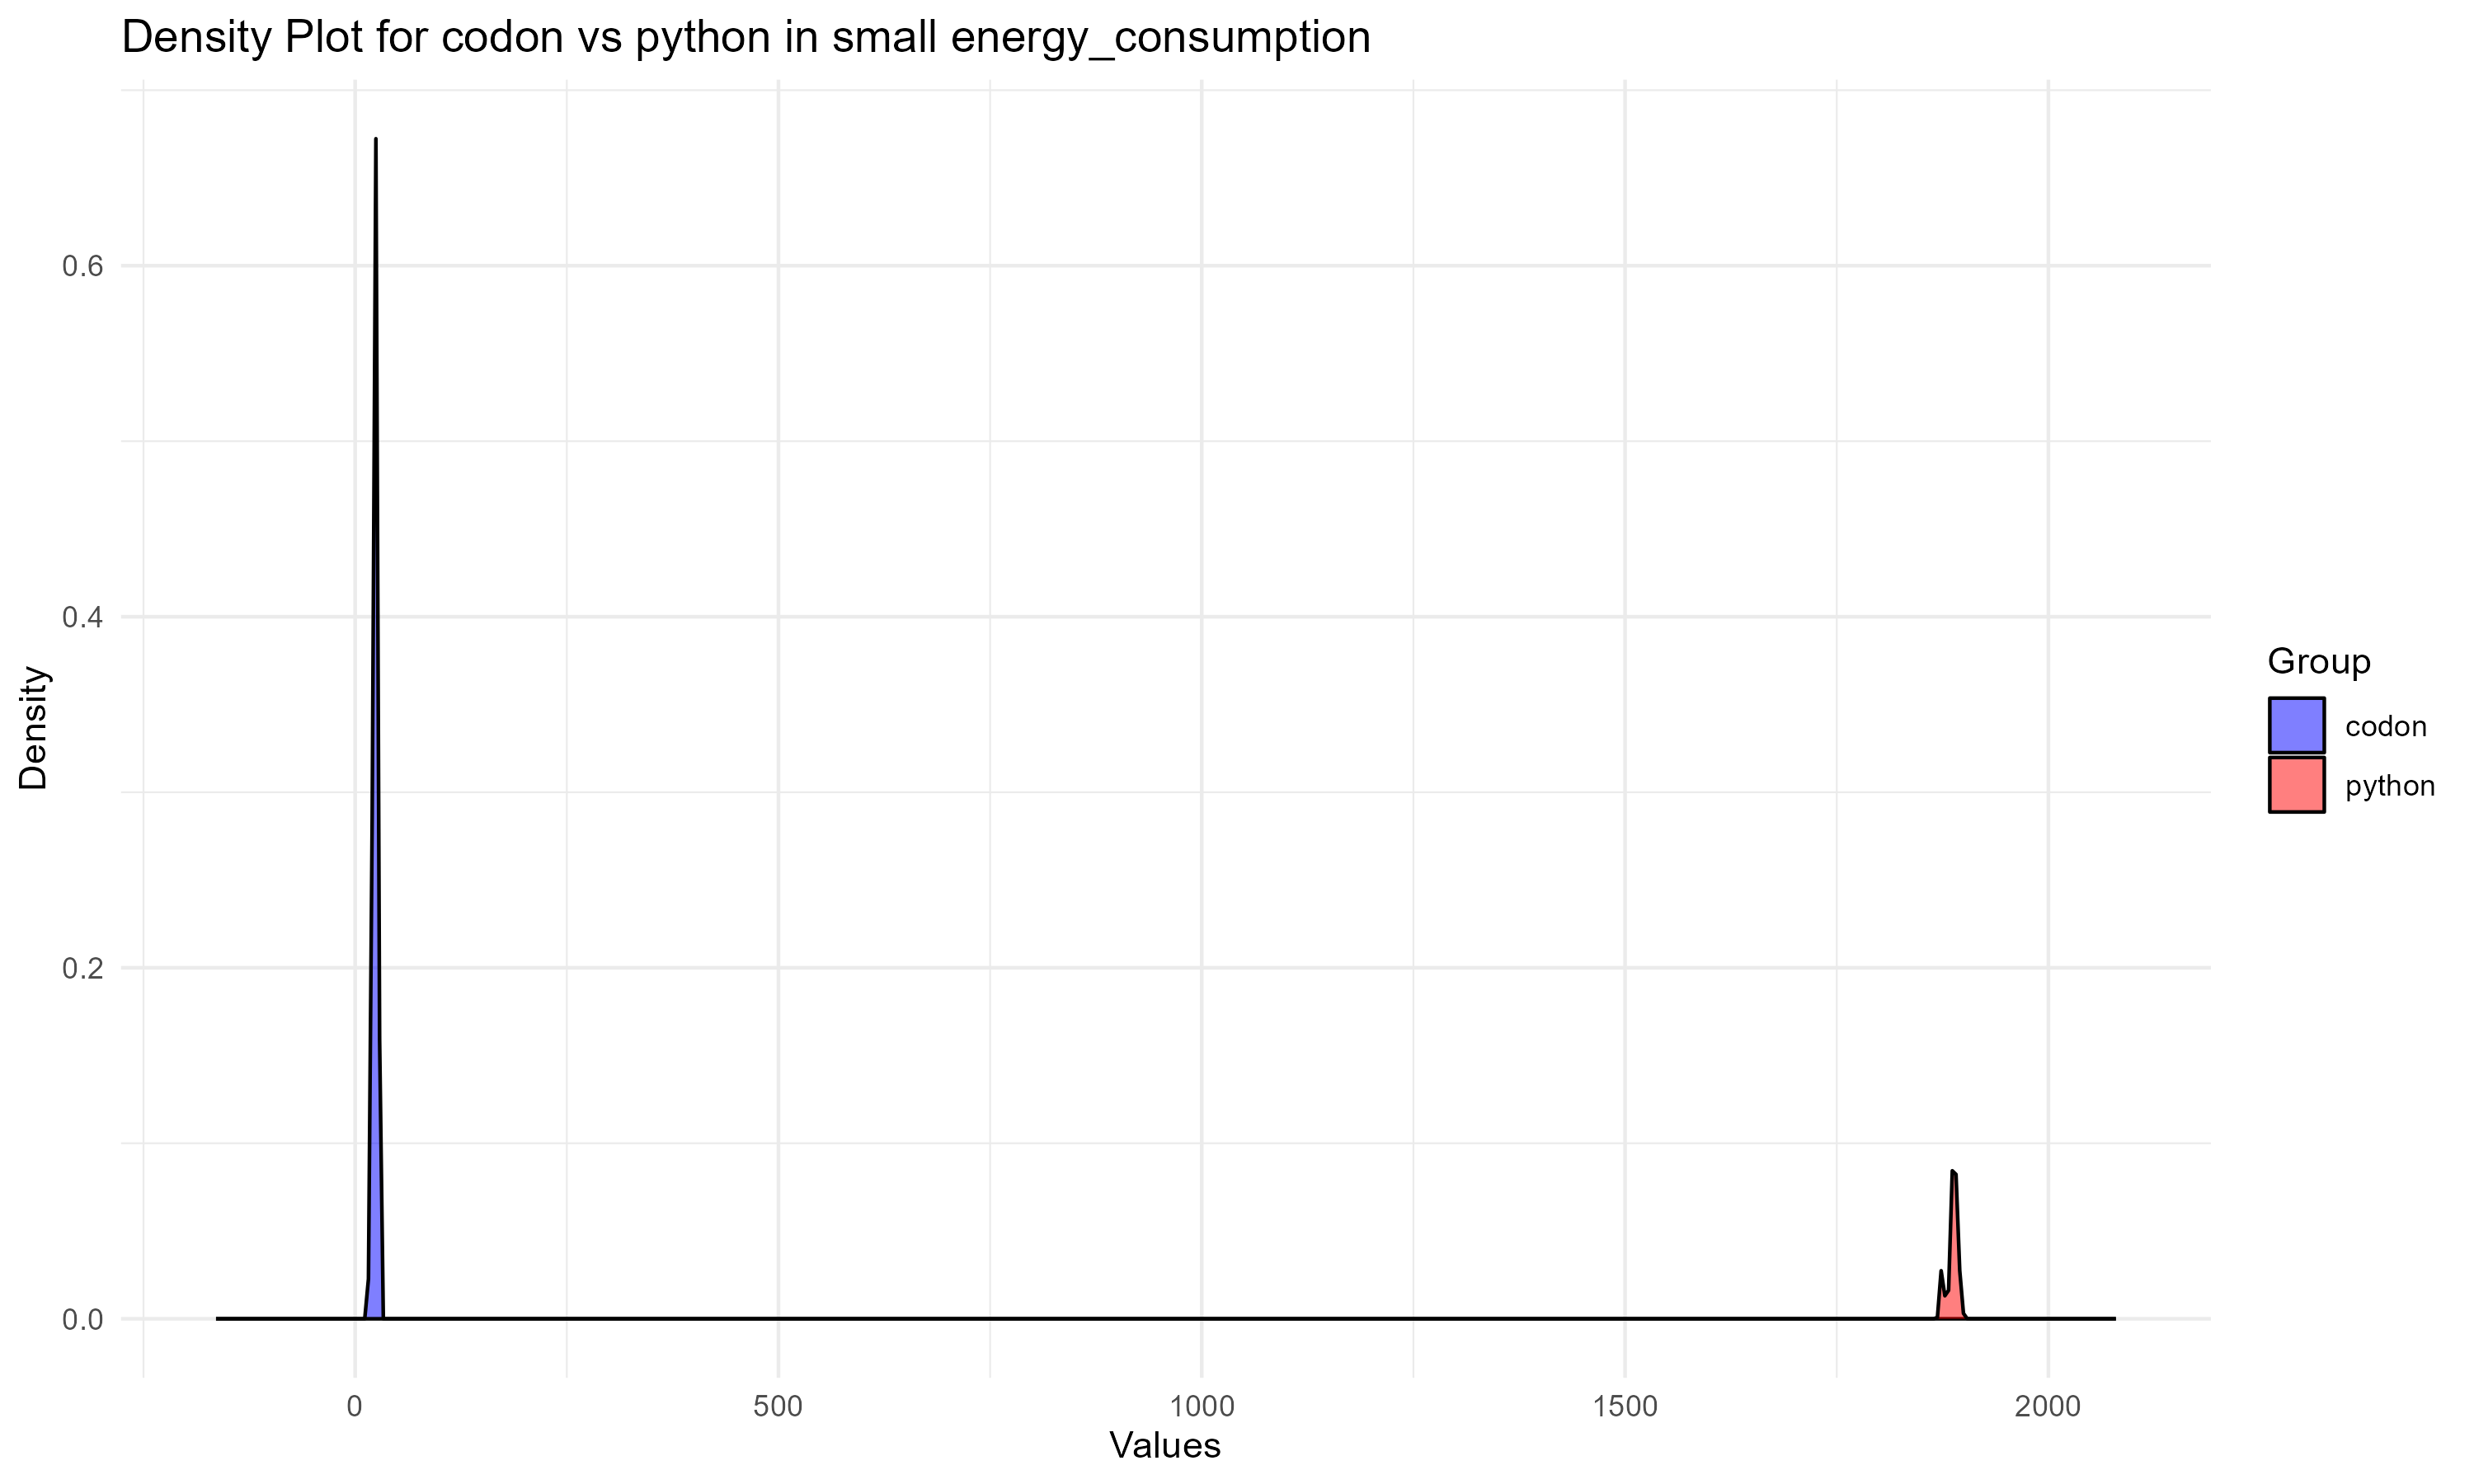 Density Plot for codon vs python in small energy_consumption
0.6
0.4
0.2
0.0
Density
0
500
1000
1500
2000
Values
Group
codon
python